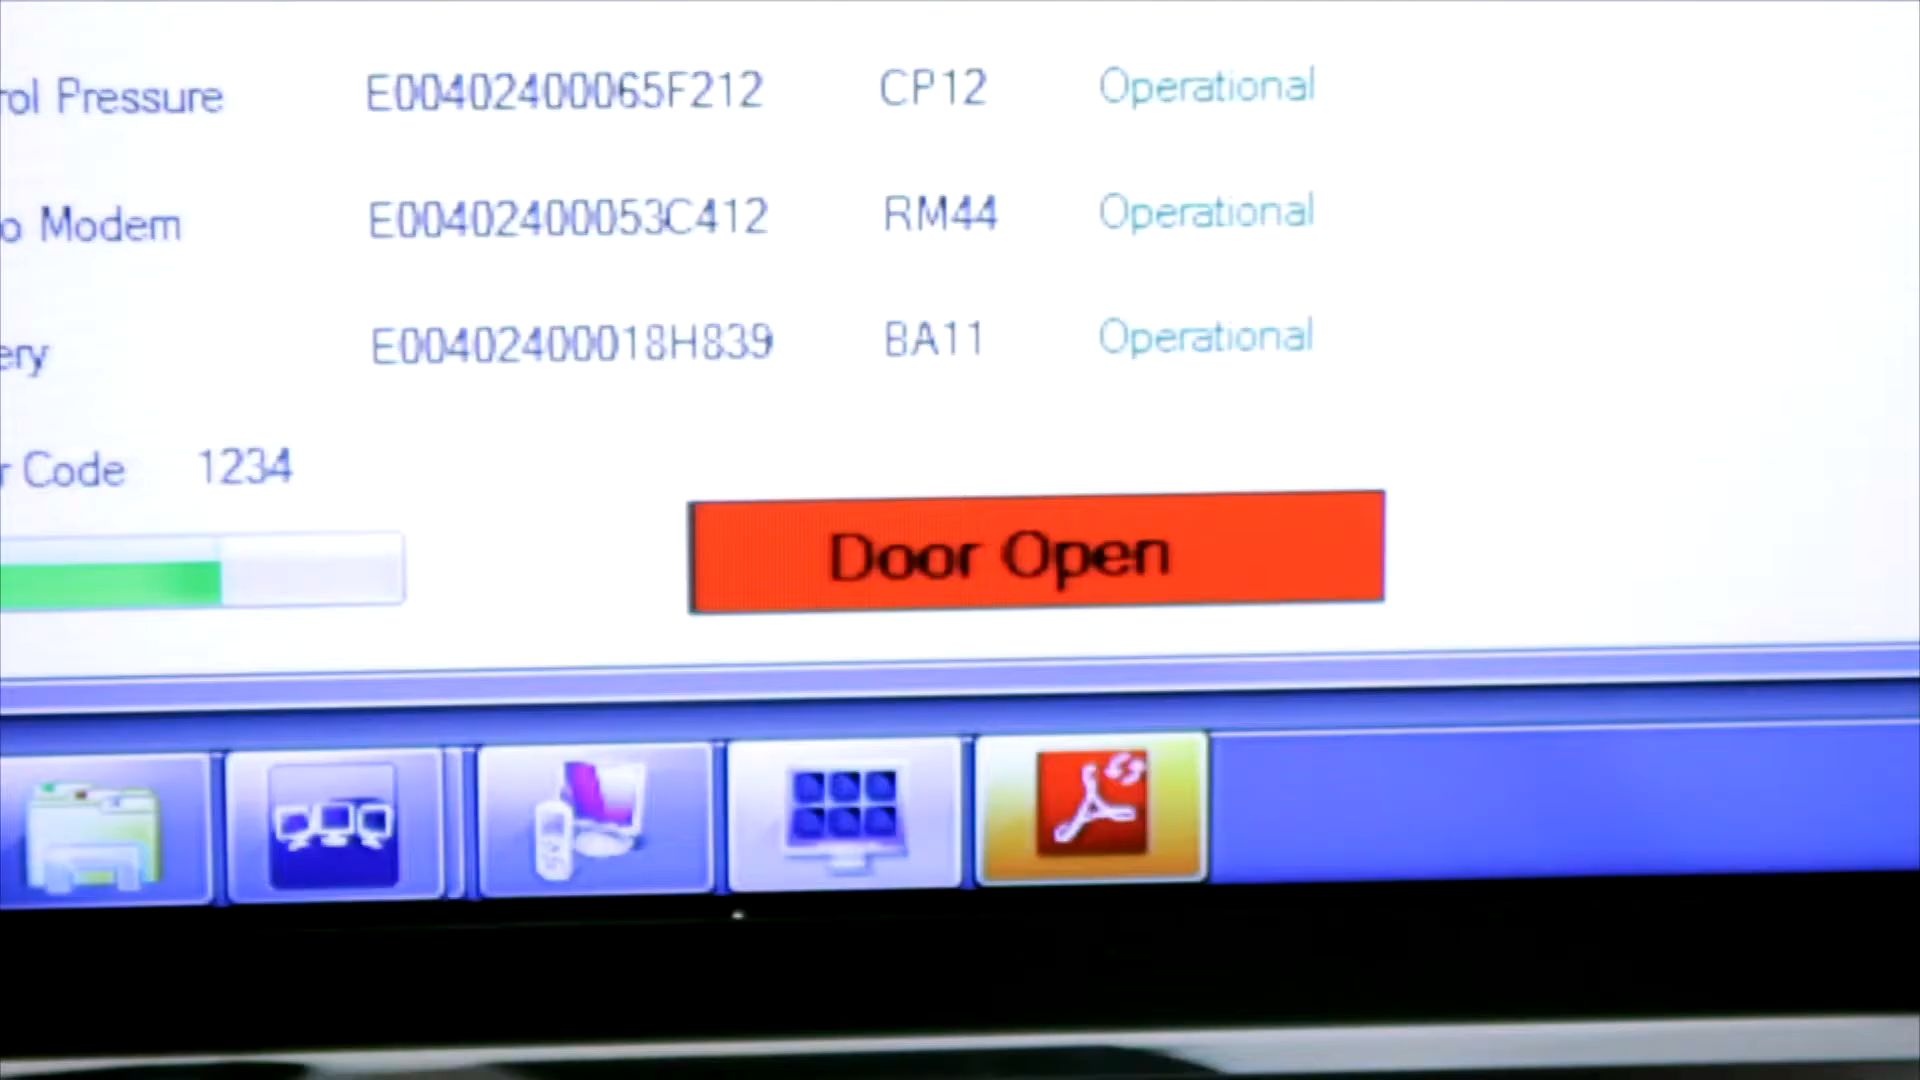 rol Pressure E00402400065F212 CP12 Operational
o Modem E00402400053C412 RM44 Operational
ery E00402400018H839 BA11 Operational
r Code 1234
Door Open